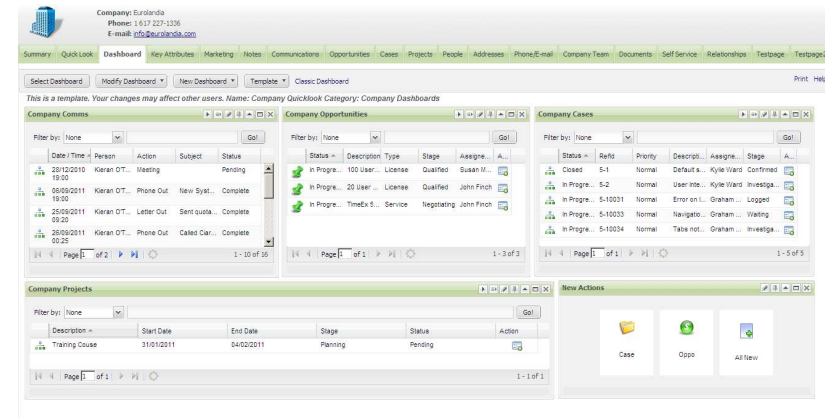 Company: Eurolandia
Phone: 1 617 227-1336
E-mail: info@eurolandia.com
Summary Quick Look Dashboard Key Attributes Marketing Notes Communications Opportunities Cases Projects People Addresses Phone/E-mail Company Team Documents Self Service Relationships Testpage Testpage2
Select Dashboard Modify Dashboard New Dashboard Template Classic Dashboard Print Help
This is a template. Your changes may affect other users. Name: Company Quicklook Category: Company Dashboards
Company Comms
Filter by: None Go!
Date / Time Person Action Subject Status
28/12/2010 19:00 Kieran O'T... Meeting Pending
06/09/2011 19:00 Kieran O'T... Phone Out New Syst... Complete
25/09/2011 09:20 Kieran O'T... Letter Out Sent quota... Complete
26/09/2011 00:25 Kieran O'T... Phone Out Called Ciar... Complete
Page 1 of 2 1 - 10 of 16
Company Opportunities
Filter by: None Go!
Status Description Type Stage Assigne... A...
In Progre... 100 User... License Qualified Susan M...
In Progre... 20 User ... License Qualified John Finch
In Progre... TimeEx 5... Service Negotiating John Finch
Page 1 of 1 1 - 3 of 3
Company Cases
Filter by: None Go!
Status RefId Priority Descripti... Assigne... Stage A...
Closed 5-1 Normal Default s... Kylie Ward Confirmed
In Progre... 5-2 Normal User inte... Kylie Ward Investiga...
In Progre... 5-10031 Normal Error on l... Graham ... Logged
In Progre... 5-10033 Normal Navigatio... Graham ... Waiting
In Progre... 5-10034 Normal Tabs not... Graham ... Investiga...
Page 1 of 1 1 - 5 of 5
Company Projects
Filter by: None Go!
Description Start Date End Date Stage Status Action
Training Couse 31/01/2011 04/02/2011 Planning Pending
Page 1 of 1 1 - 1 of 1
New Actions
Case Oppo All New